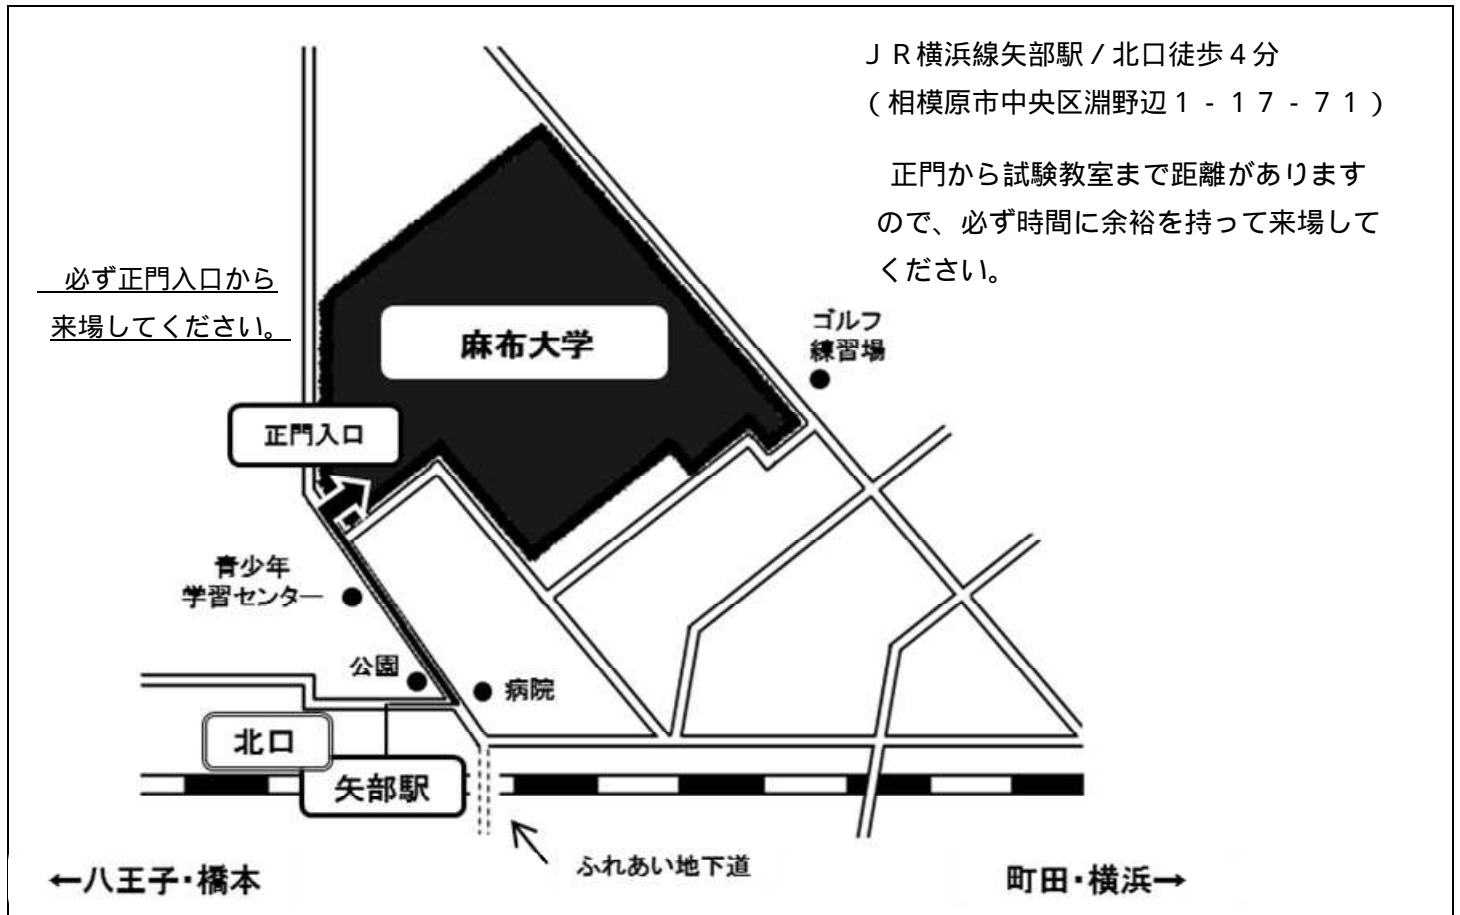 ＪＲ横浜線矢部駅／北口徒歩４分
（相模原市中央区淵野辺１‐１７‐７１）
正門から試験教室まで距離があります
ので、必ず時間に余裕を持って来場して
ください。
必ず正門入口から
来場してください。
ゴルフ
練習場
麻布大学
正門入口
青少年
学習センター
公園
病院
北口
矢部駅
ふれあい地下道
←八王子・橋本
町田・横浜→